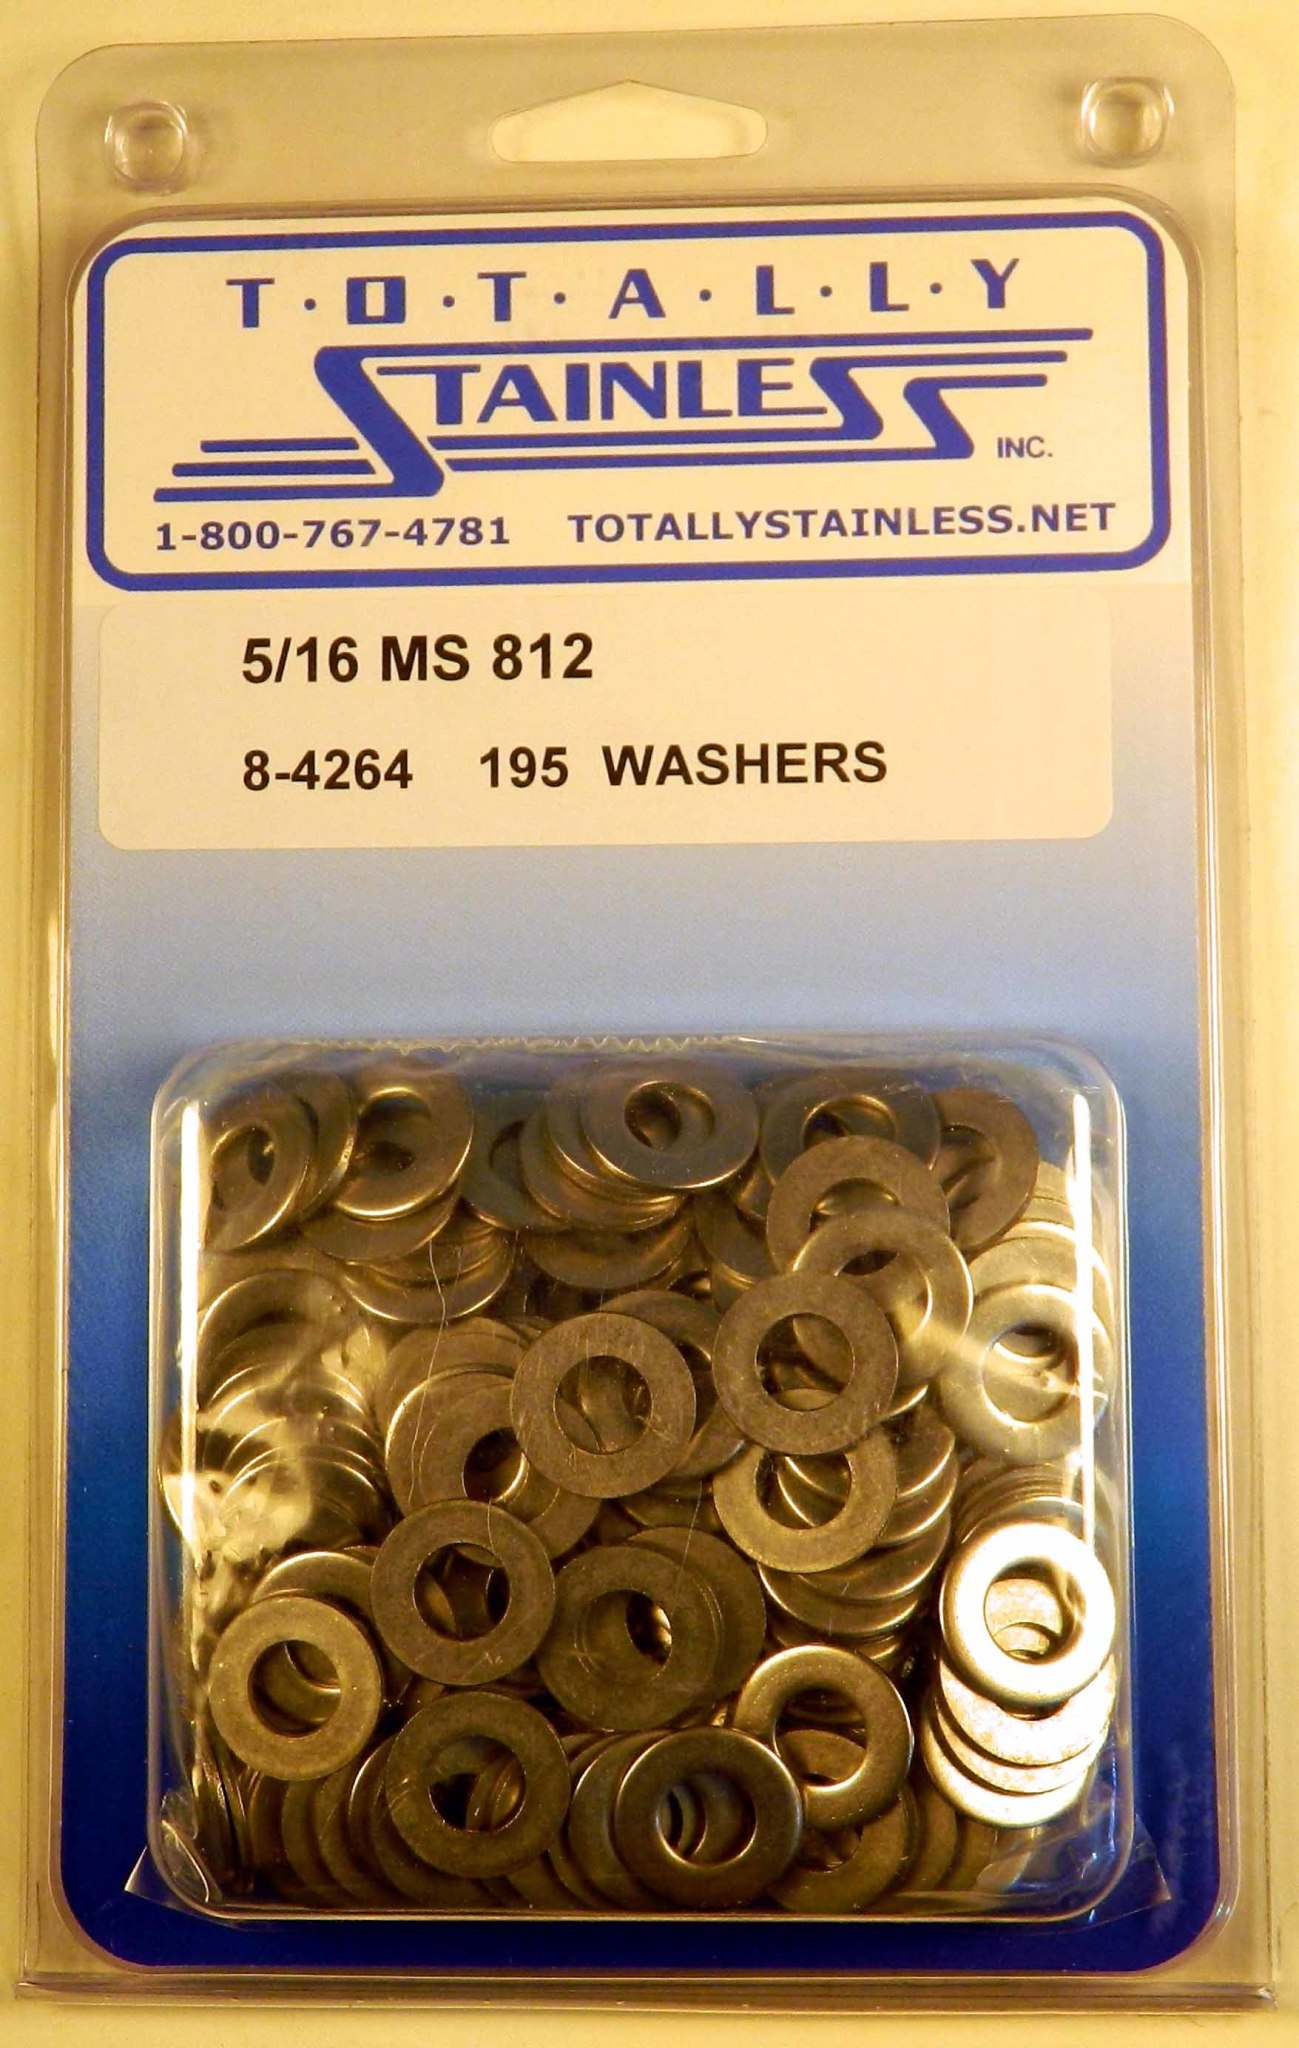 T·O·T·A·L·L·Y
STAINLESS
INC.
1-800-767-4781 TOTALLYSTAINLESS.NET
5/16 MS 812
8-4264 195 WASHERS